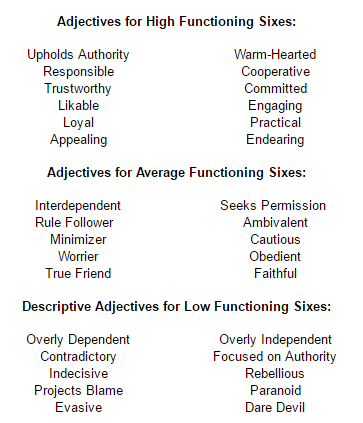 Adjectives for High Functioning Sixes:
Upholds Authority Warm-Hearted
Responsible Cooperative
Trustworthy Committed
Likable Engaging
Loyal Practical
Appealing Endearing
Adjectives for Average Functioning Sixes:
Interdependent Seeks Permission
Rule Follower Ambivalent
Minimizer Cautious
Worrier Obedient
True Friend Faithful
Descriptive Adjectives for Low Functioning Sixes:
Overly Dependent Overly Independent
Contradictory Focused on Authority
Indecisive Rebellious
Projects Blame Paranoid
Evasive Dare Devil